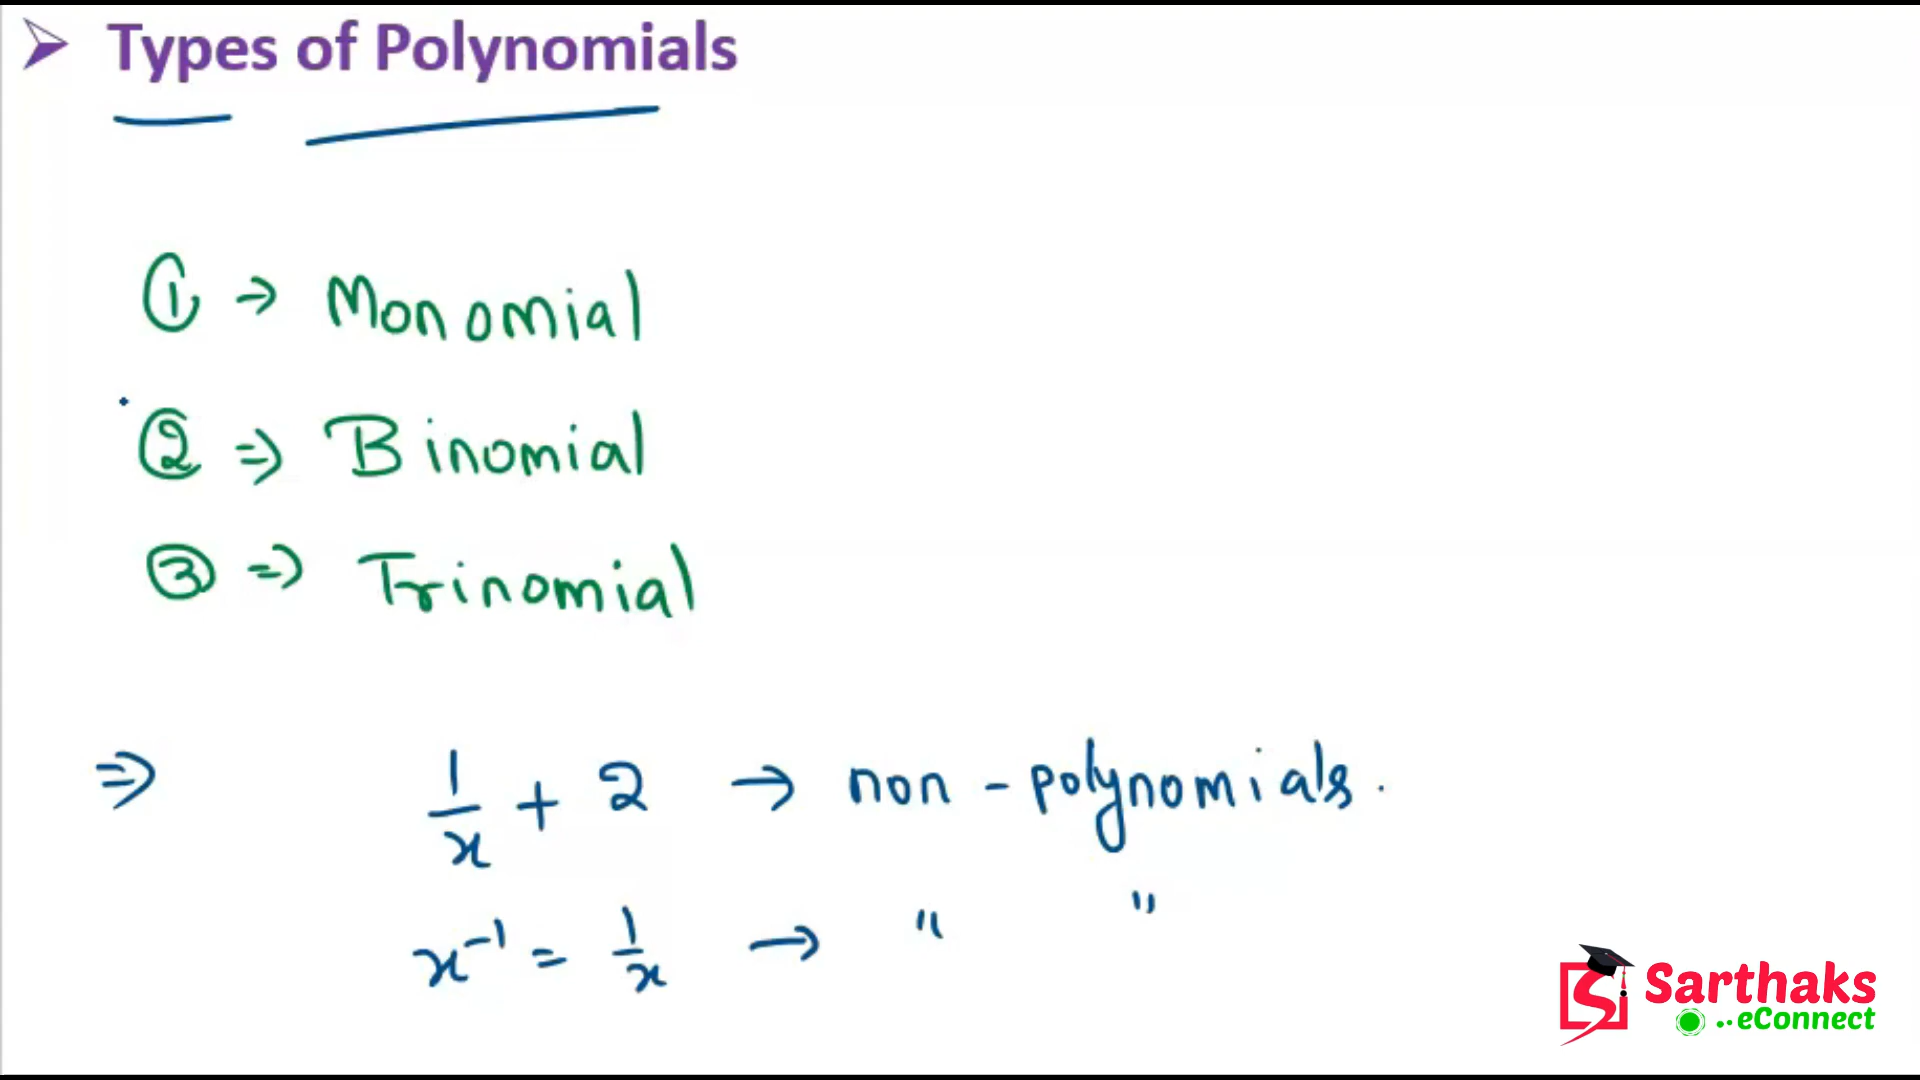 Types of Polynomials
① → Monomial
② ⇒ Binomial
③ ⇒ Trinomial
⇒ 1/x + 2 → non - polynomials.
x⁻¹ = 1/x → " "
Sarthaks
eConnect